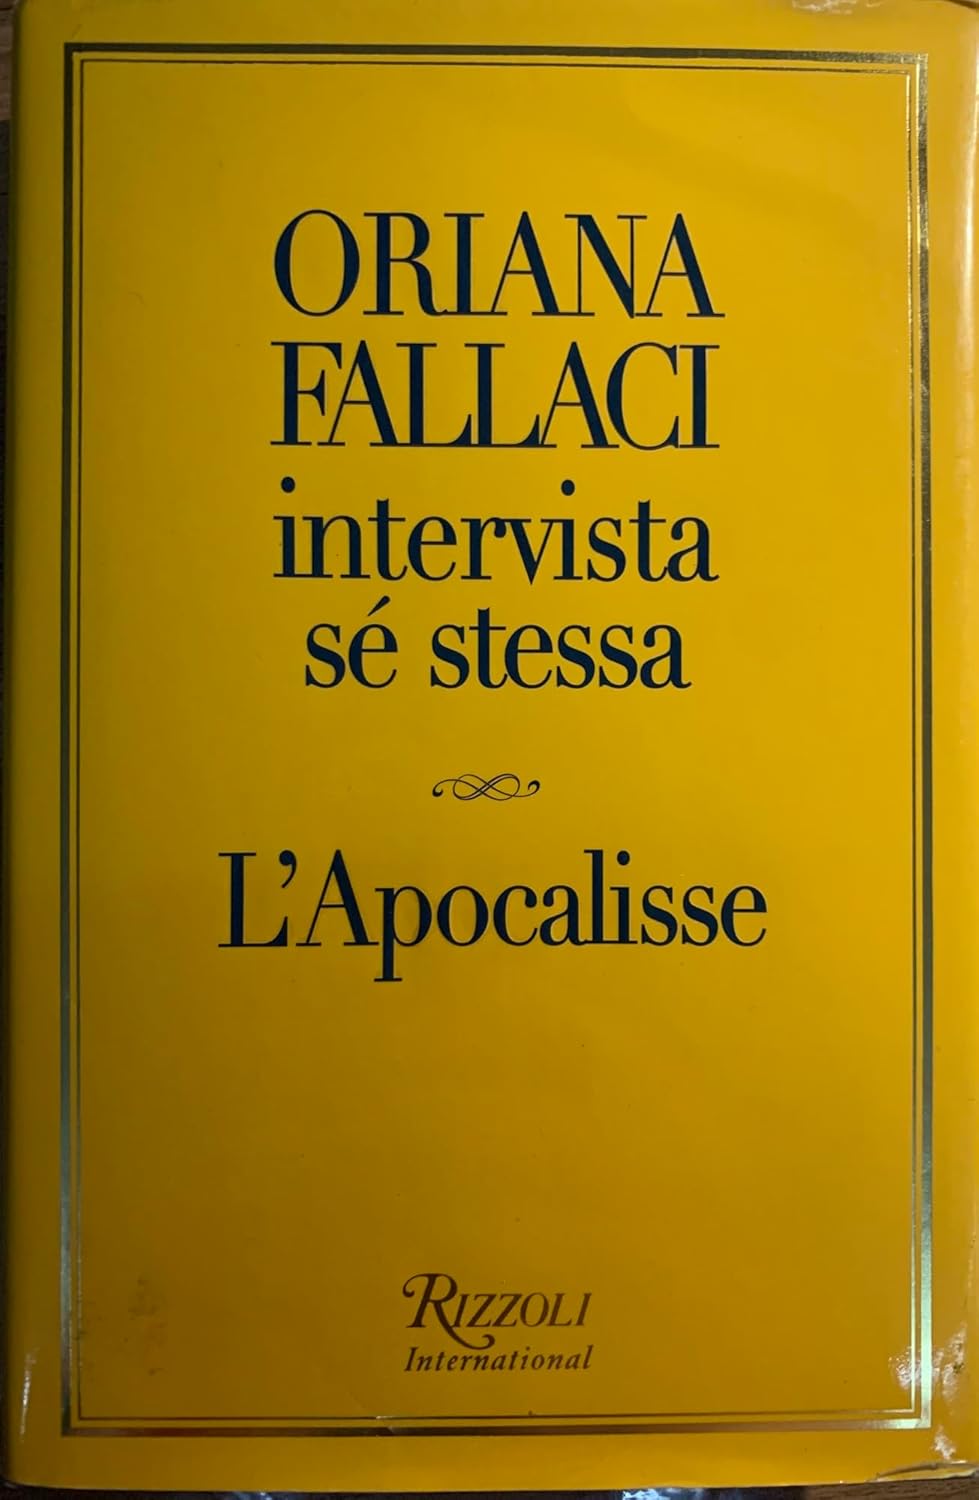 ORIANA
FALLACI
intervista
sé stessa
L'Apocalisse
RIZZOLI
International